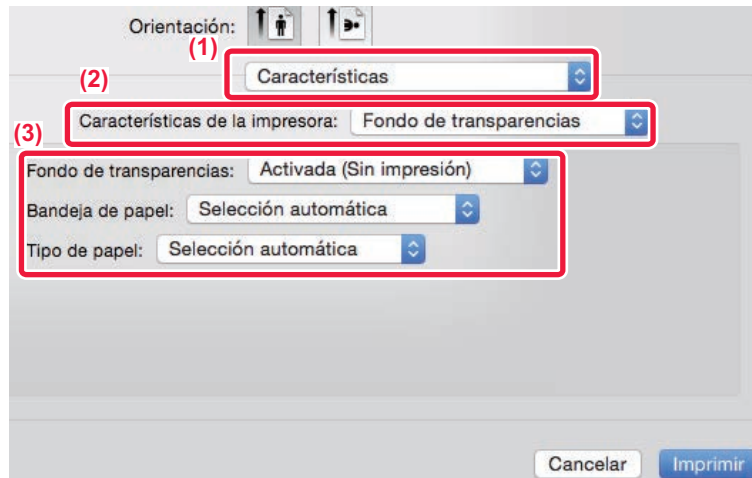 Orientación:
(1)
Características
(2)
Características de la impresora: Fondo de transparencias
(3)
Fondo de transparencias: Activada (Sin impresión)
Bandeja de papel: Selección automática
Tipo de papel: Selección automática
Cancelar Imprimir